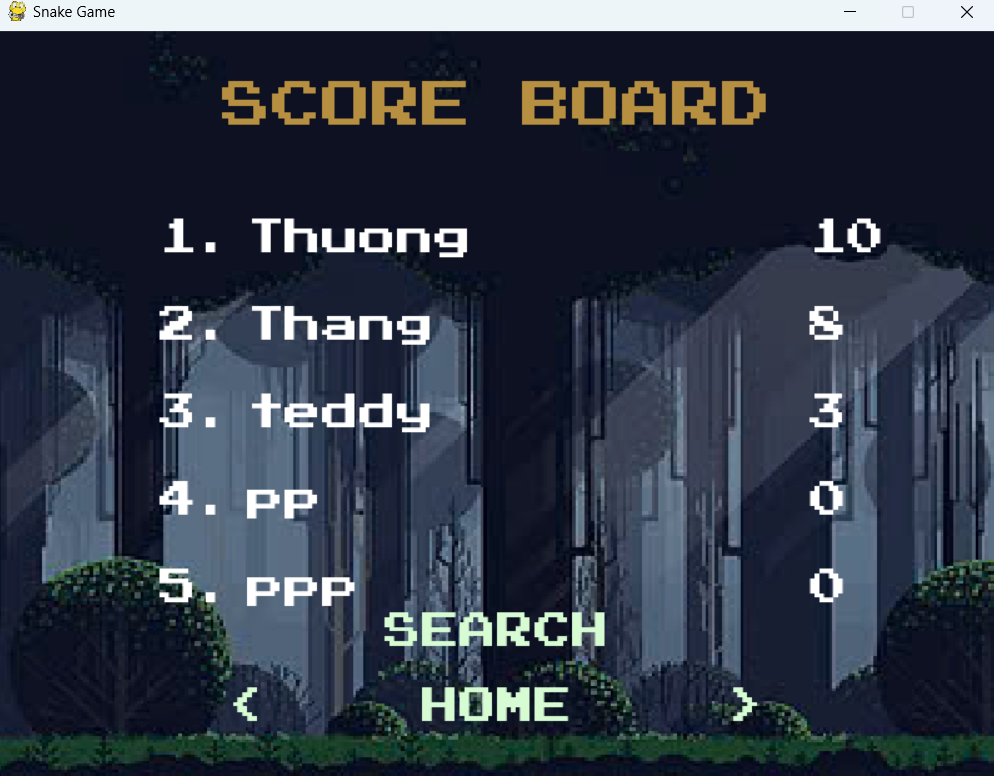 Snake Game
SCORE BOARD
1. Thuong 10
2. Thang 8
3. teddy 3
4. pp 0
5. ppp 0
SEARCH
< HOME >